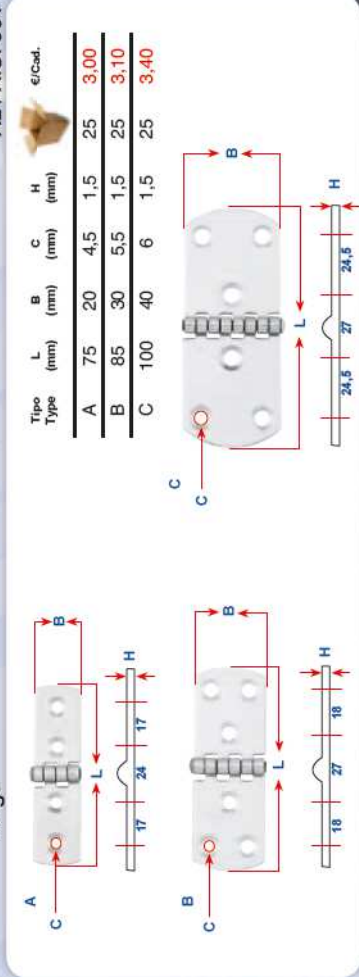 Tipo
Type
L
(mm)
B
(mm)
C
(mm)
H
(mm)
€/Cad.
A 75 20 4,5 1,5 25 3,00
B 85 30 5,5 1,5 25 3,10
C 100 40 6 1,5 25 3,40
A
C
B
L
H
17 24 17
B
C
B
L
H
18 27 18
C
C
B
L
H
24,5 27 24,5